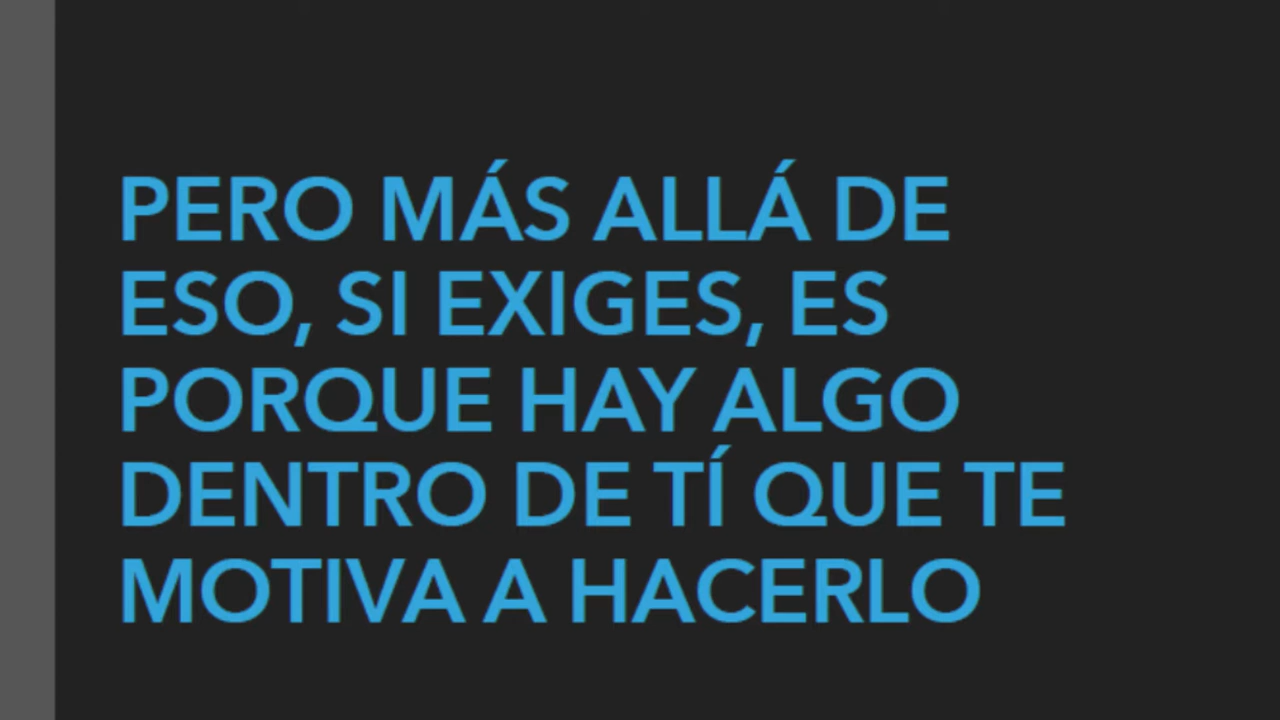 PERO MÁS ALLÁ DE
ESO, SI EXIGES, ES
PORQUE HAY ALGO
DENTRO DE TÍ QUE TE
MOTIVA A HACERLO